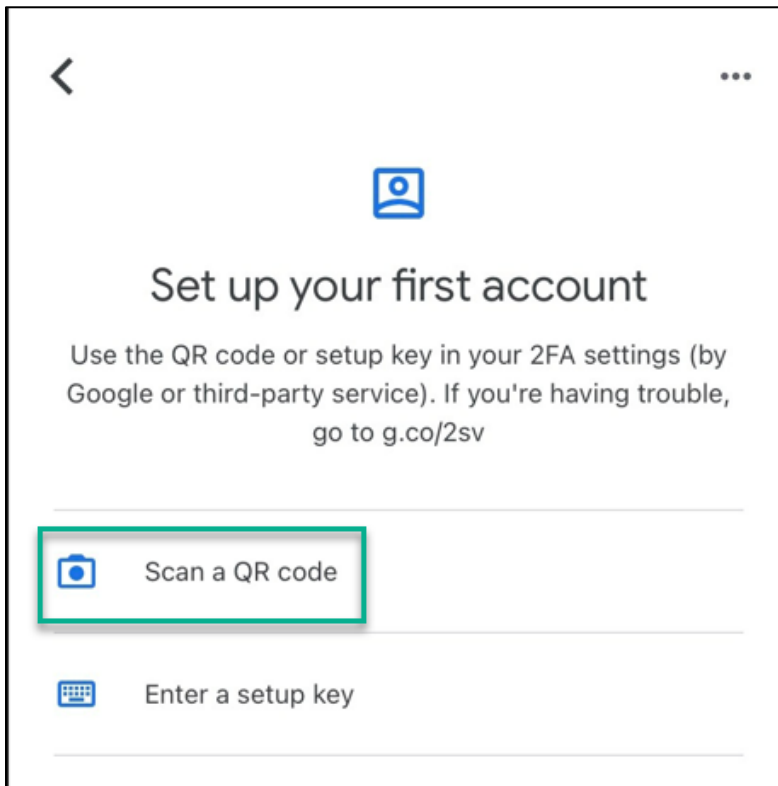 Set up your first account
Use the QR code or setup key in your 2FA settings (by
Google or third-party service). If you're having trouble,
go to g.co/2sv
Scan a QR code
Enter a setup key